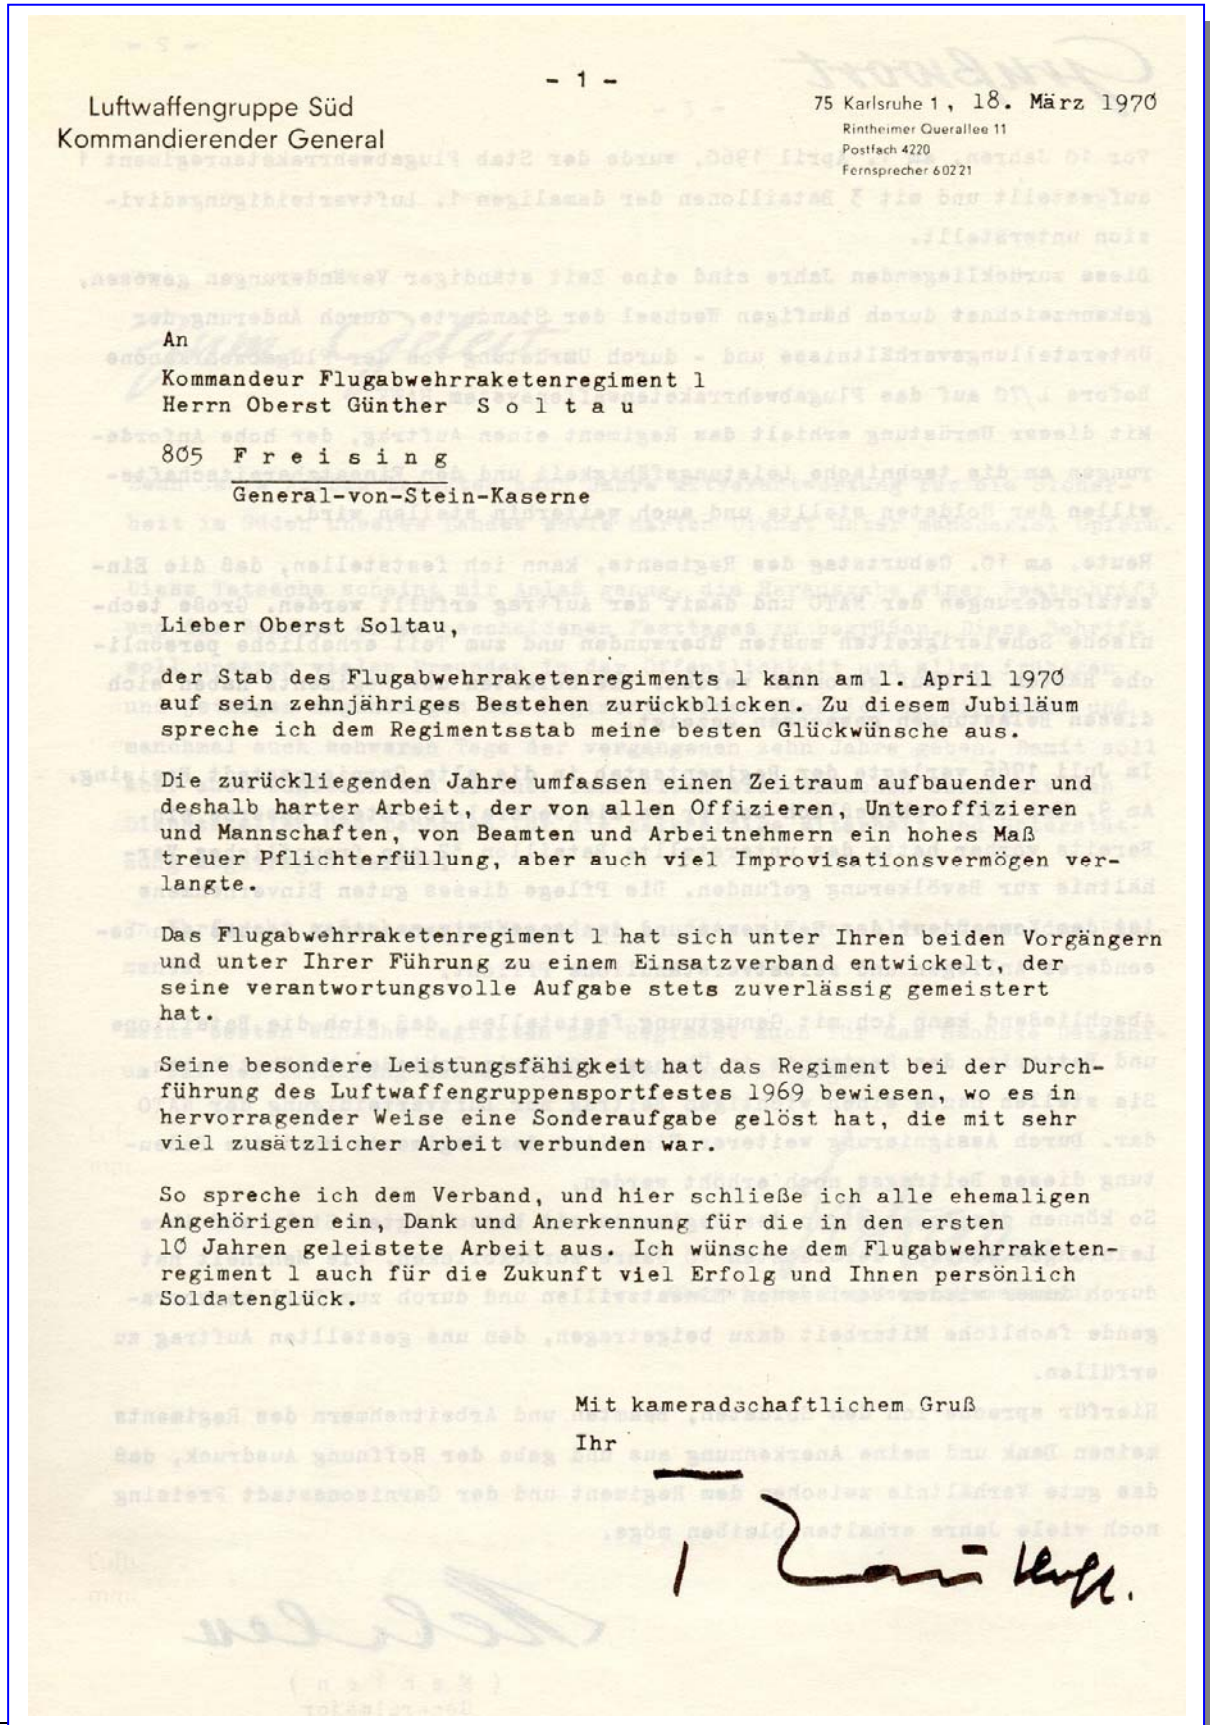 - 1 -
Luftwaffengruppe Süd
Kommandierender General
75 Karlsruhe 1, 18. März 1970
Rintheimer Querallee 11
Postfach 4220
Fernsprecher 60221
An
Kommandeur Flugabwehrraketenregiment 1
Herrn Oberst Günther S o l t a u
805 F r e i s i n g
General-von-Stein-Kaserne
Lieber Oberst Soltau,
der Stab des Flugabwehrraketenregiments 1 kann am 1. April 1970
auf sein zehnjähriges Bestehen zurückblicken. Zu diesem Jubiläum
spreche ich dem Regimentsstab meine besten Glückwünsche aus.
Die zurückliegenden Jahre umfassen einen Zeitraum aufbauender und
deshalb harter Arbeit, der von allen Offizieren, Unteroffizieren
und Mannschaften, von Beamten und Arbeitnehmern ein hohes Maß
treuer Pflichterfüllung, aber auch viel Improvisationsvermögen ver-
langte.
Das Flugabwehrraketenregiment 1 hat sich unter Ihren beiden Vorgängern
und unter Ihrer Führung zu einem Einsatzverband entwickelt, der
seine verantwortungsvolle Aufgabe stets zuverlässig gemeistert
hat.
Seine besondere Leistungsfähigkeit hat das Regiment bei der Durch-
führung des Luftwaffengruppensportfestes 1969 bewiesen, wo es in
hervorragender Weise eine Sonderaufgabe gelöst hat, die mit sehr
viel zusätzlicher Arbeit verbunden war.
So spreche ich dem Verband, und hier schließe ich alle ehemaligen
Angehörigen ein, Dank und Anerkennung für die in den ersten
10 Jahren geleistete Arbeit aus. Ich wünsche dem Flugabwehrraketen-
regiment 1 auch für die Zukunft viel Erfolg und Ihnen persönlich
Soldatenglück.
Mit kameradschaftlichem Gruß
Ihr